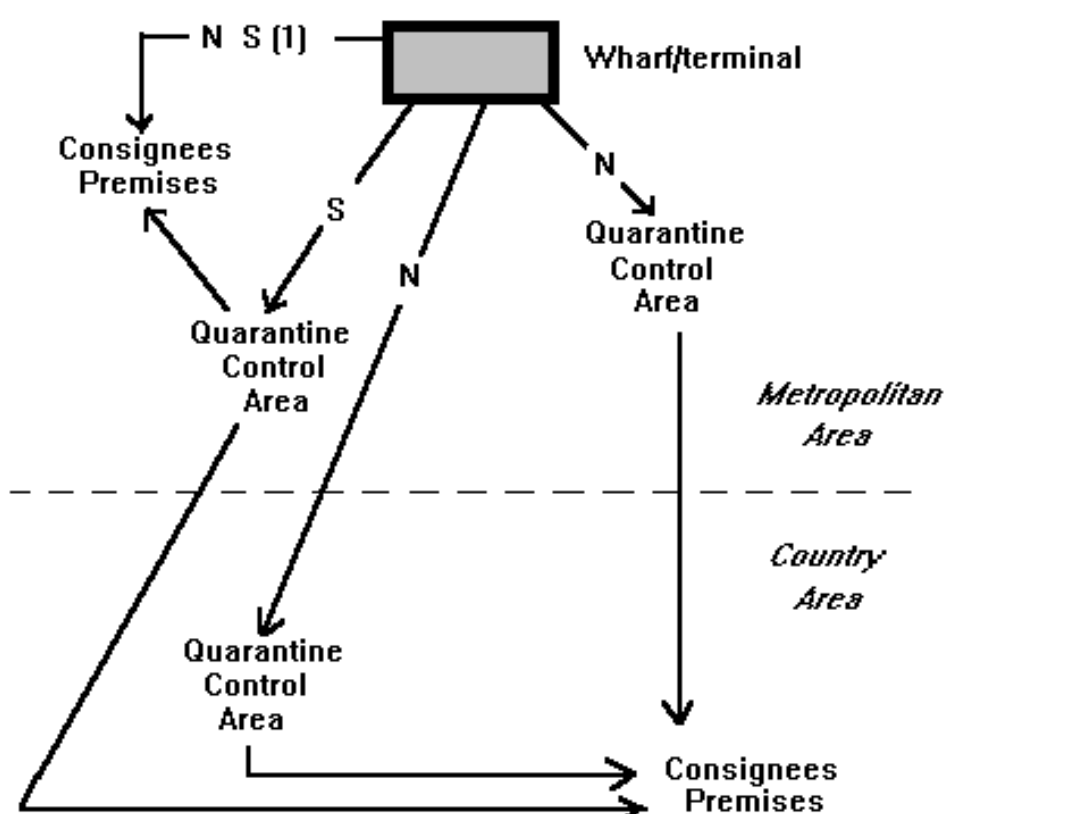 N S (1)
Wharf/terminal
Consignees
Premises
N
S
Quarantine
Control
Area
N
Quarantine
Control
Area
Metropolitan
Area
Country
Area
Quarantine
Control
Area
Consignees
Premises